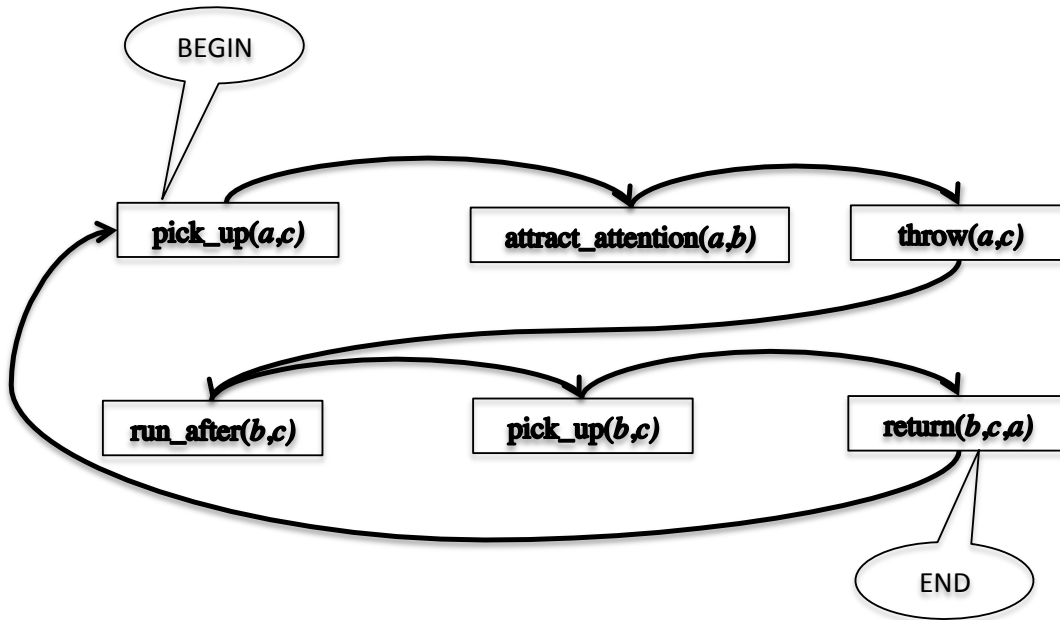 BEGIN
pick_up(a,c)
attract_attention(a,b)
throw(a,c)
run_after(b,c)
pick_up(b,c)
return(b,c,a)
END